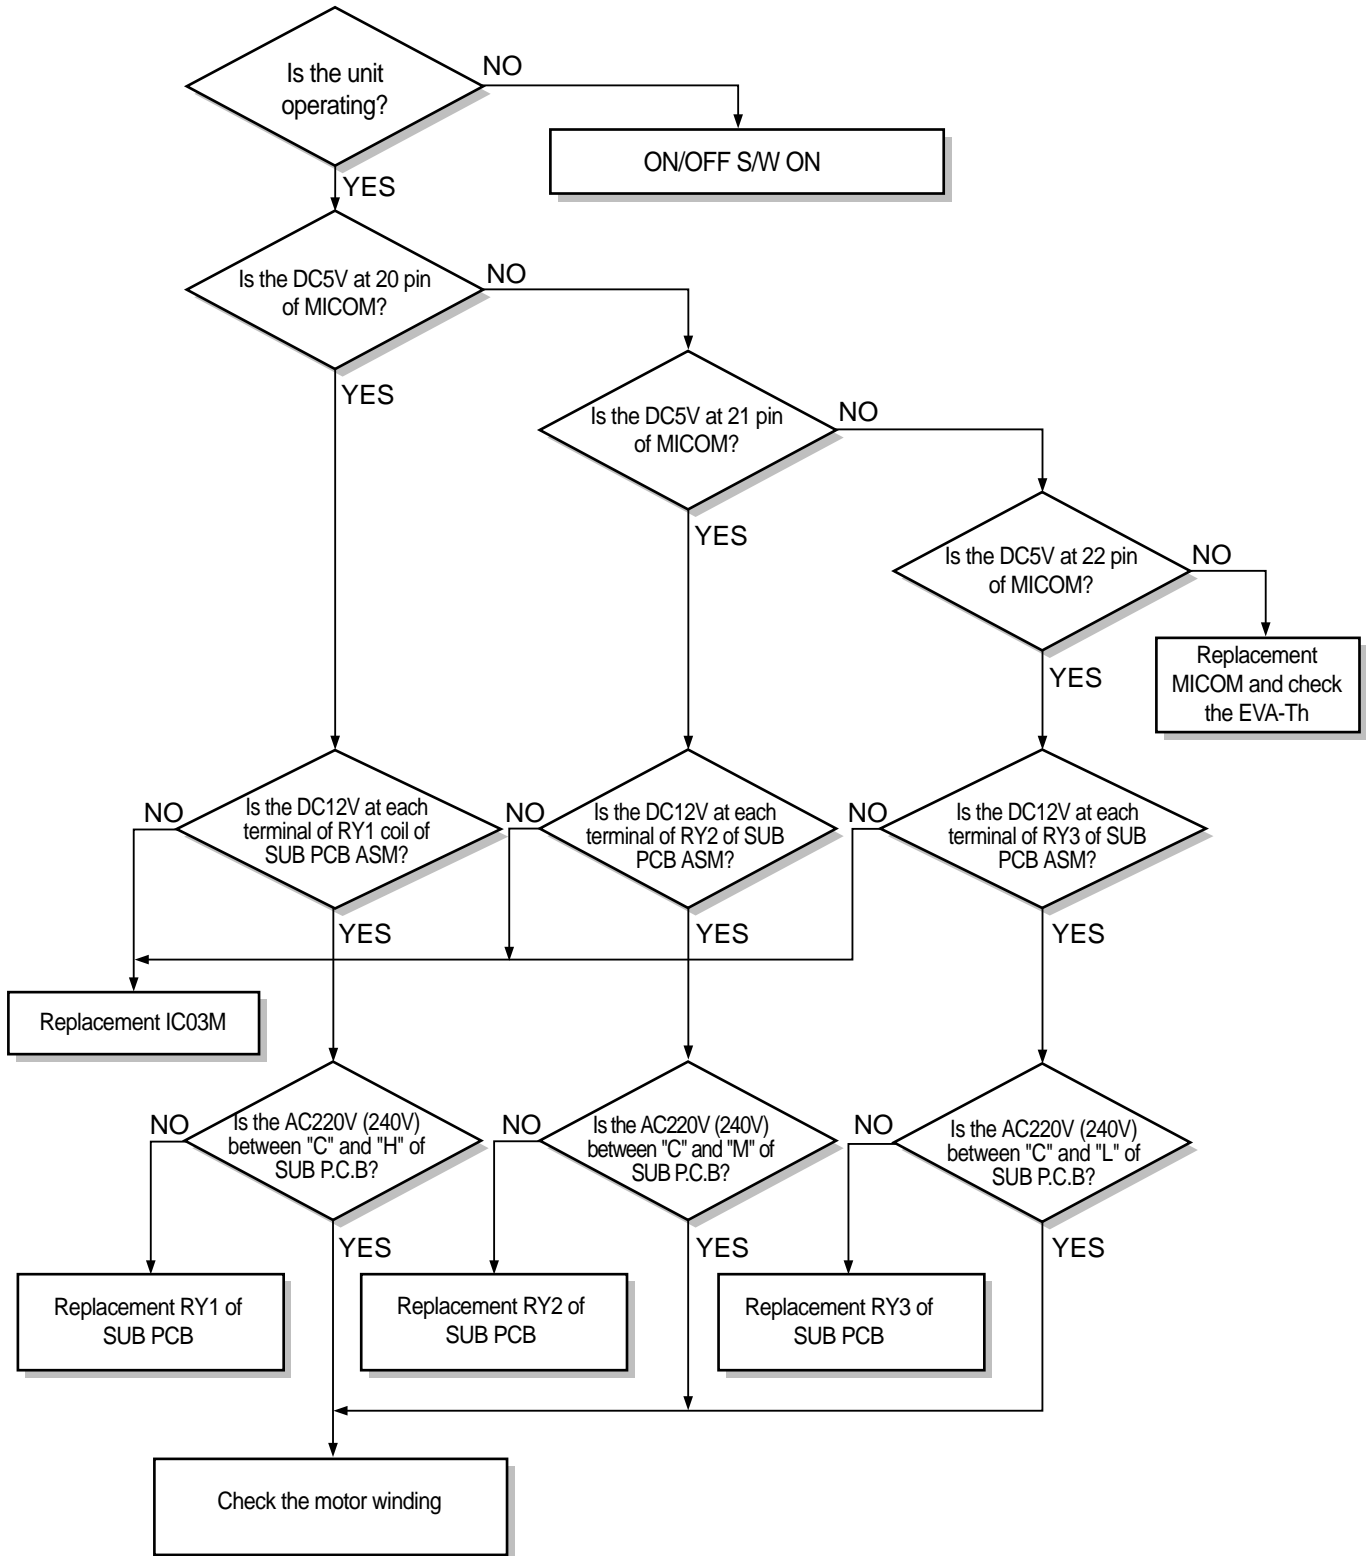 Is the unit
operating?
NO
ON/OFF S/W ON
YES
Is the DC5V at 20 pin
of MICOM?
NO
YES
Is the DC5V at 21 pin
of MICOM?
NO
YES
Is the DC5V at 22 pin
of MICOM?
NO
Replacement
MICOM and check
the EVA-Th
YES
NO
Is the DC12V at each
terminal of RY1 coil of
SUB PCB ASM?
YES
NO
Is the DC12V at each
terminal of RY2 of SUB
PCB ASM?
YES
NO
Is the DC12V at each
terminal of RY3 of SUB
PCB ASM?
YES
Replacement IC03M
NO
Is the AC220V (240V)
between "C" and "H" of
SUB P.C.B?
YES
NO
Is the AC220V (240V)
between "C" and "M" of
SUB P.C.B?
YES
NO
Is the AC220V (240V)
between "C" and "L" of
SUB P.C.B?
YES
Replacement RY1 of
SUB PCB
Replacement RY2 of
SUB PCB
Replacement RY3 of
SUB PCB
Check the motor winding